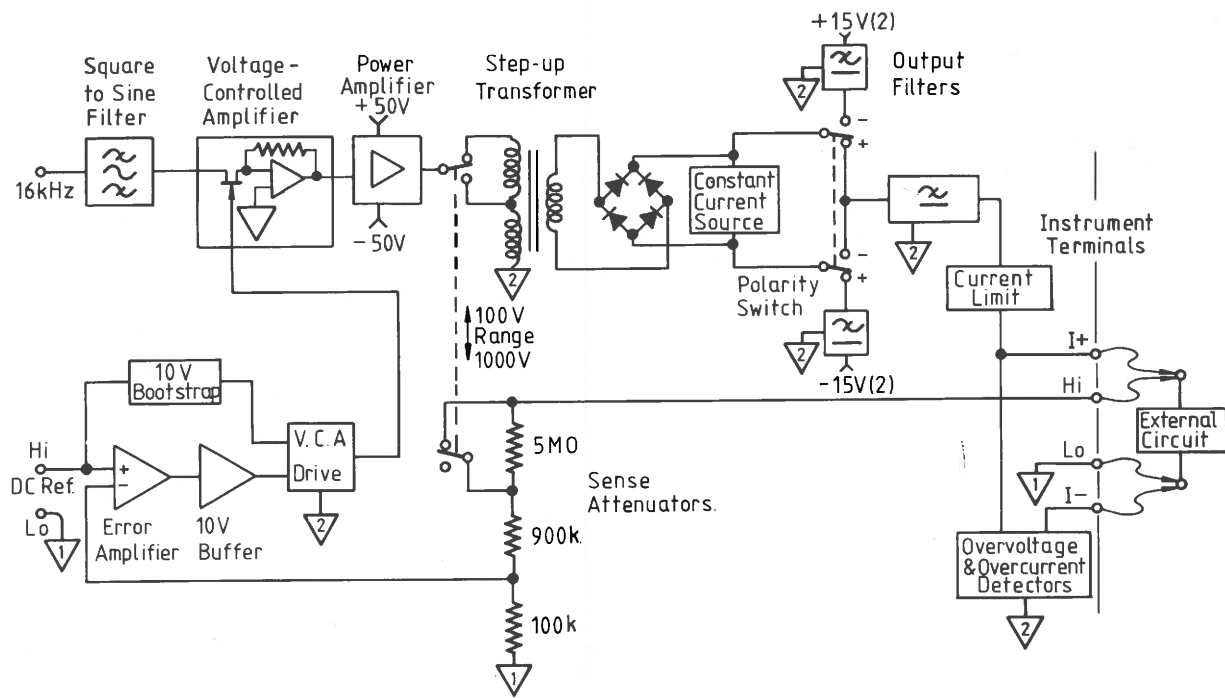 +15V(2)
Output
Filters
2
Square
to Sine
Filter
Voltage-
Controlled
Amplifier
Power
Amplifier
+50V
Step-up
Transformer
-
+
16kHz
-50V
2
Constant
Current
Source
2
-
+
Polarity
Switch
2
-15V(2)
Current
Limit
Instrument
Terminals
100V
Range
1000V
I+
Hi
External
Circuit
Lo
1
I-
10V
Bootstrap
Hi
DC Ref.
Lo
1
+
-
Error
Amplifier
10V
Buffer
V.C.A
Drive
2
5M0
Sense
Attenuators.
900k
100k
1
Overvoltage
& Overcurrent
Detectors
2